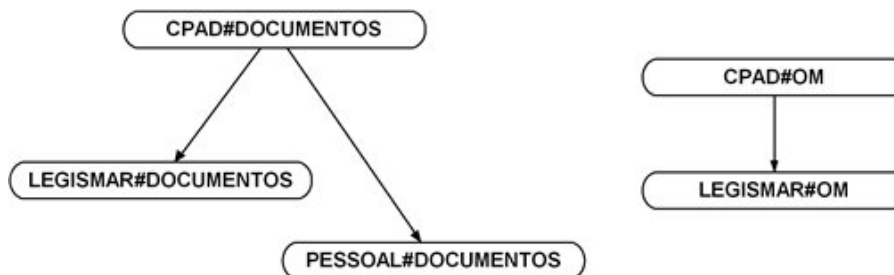 CPAD#DOCUMENTOS
CPAD#OM
LEGISMAR#DOCUMENTOS
LEGISMAR#OM
PESSOAL#DOCUMENTOS